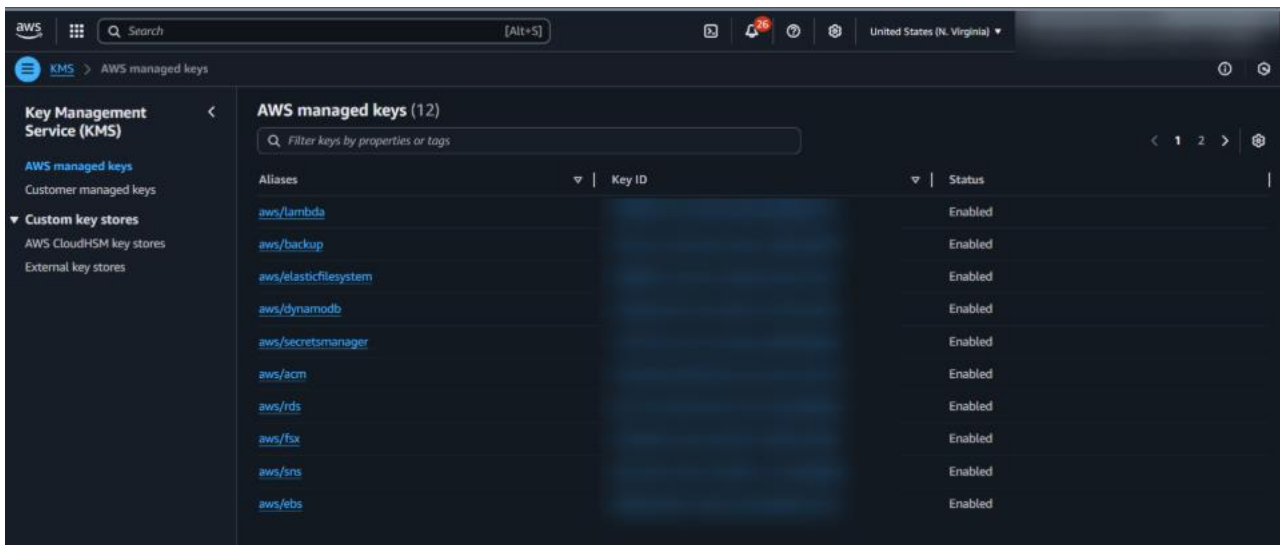 aws Search [Alt+S] 26 United States (N. Virginia)
KMS > AWS managed keys
Key Management
Service (KMS)
AWS managed keys
Customer managed keys
Custom key stores
AWS CloudHSM key stores
External key stores
AWS managed keys (12)
Filter keys by properties or tags
1 2
Aliases Key ID Status
aws/lambda Enabled
aws/backup Enabled
aws/elasticfilesystem Enabled
aws/dynamodb Enabled
aws/secretsmanager Enabled
aws/acm Enabled
aws/rds Enabled
aws/fsx Enabled
aws/sns Enabled
aws/ebs Enabled